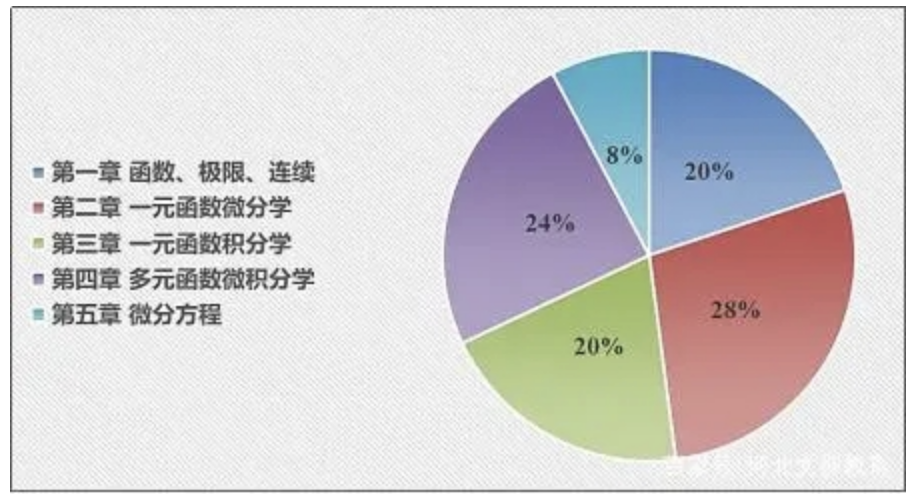 第一章 函数、极限、连续
第二章 一元函数微分学
第三章 一元函数积分学
第四章 多元函数微积分学
第五章 微分方程
8%
20%
24%
28%
20%